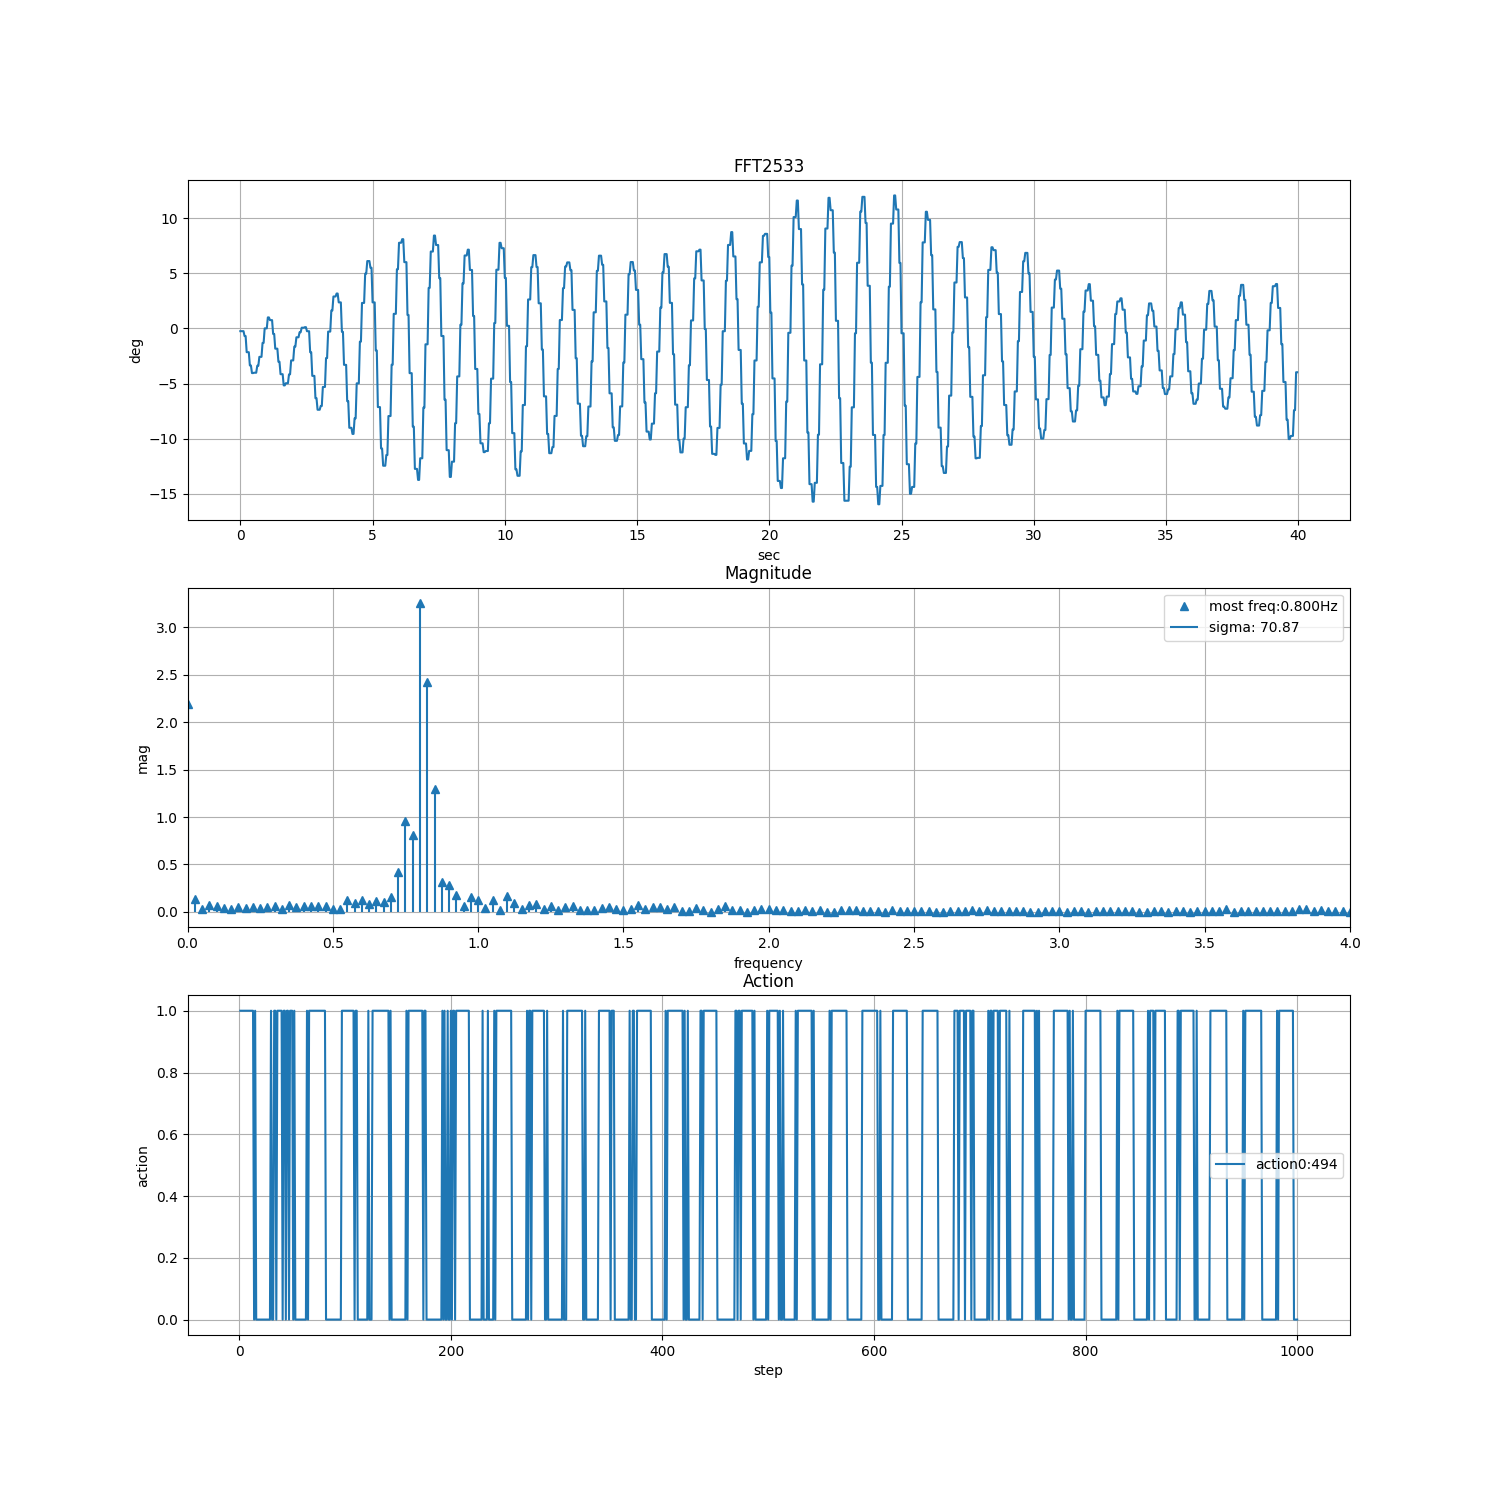 FFT2533
10
5
0
−5
−10
−15
deg
0 5 10 15 20 25 30 35 40
sec
Magnitude
most freq:0.800Hz
sigma: 70.87
3.0
2.5
2.0
1.5
1.0
0.5
0.0
mag
0.0 0.5 1.0 1.5 2.0 2.5 3.0 3.5 4.0
frequency
Action
1.0
0.8
0.6
0.4
0.2
0.0
action
action0:494
0 200 400 600 800 1000
step